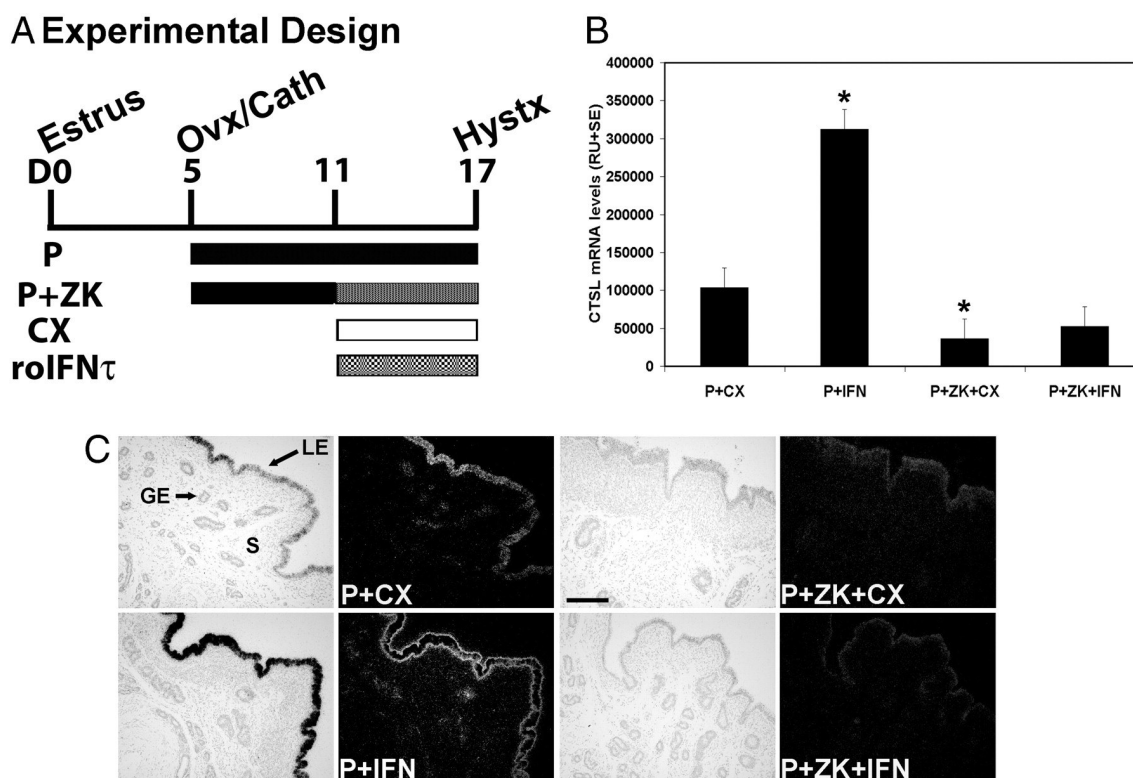 A Experimental Design
Estrus
Ovx/Cath
Hystx
D0 5 11 17
P
P+ZK
CX
roIFNτ
B
CTSL mRNA levels (RU+SE)
400000
350000
300000
250000
200000
150000
100000
50000
0
*
*
P+CX P+IFN P+ZK+CX P+ZK+IFN
C
LE
GE
S
P+CX
P+ZK+CX
P+IFN
P+ZK+IFN